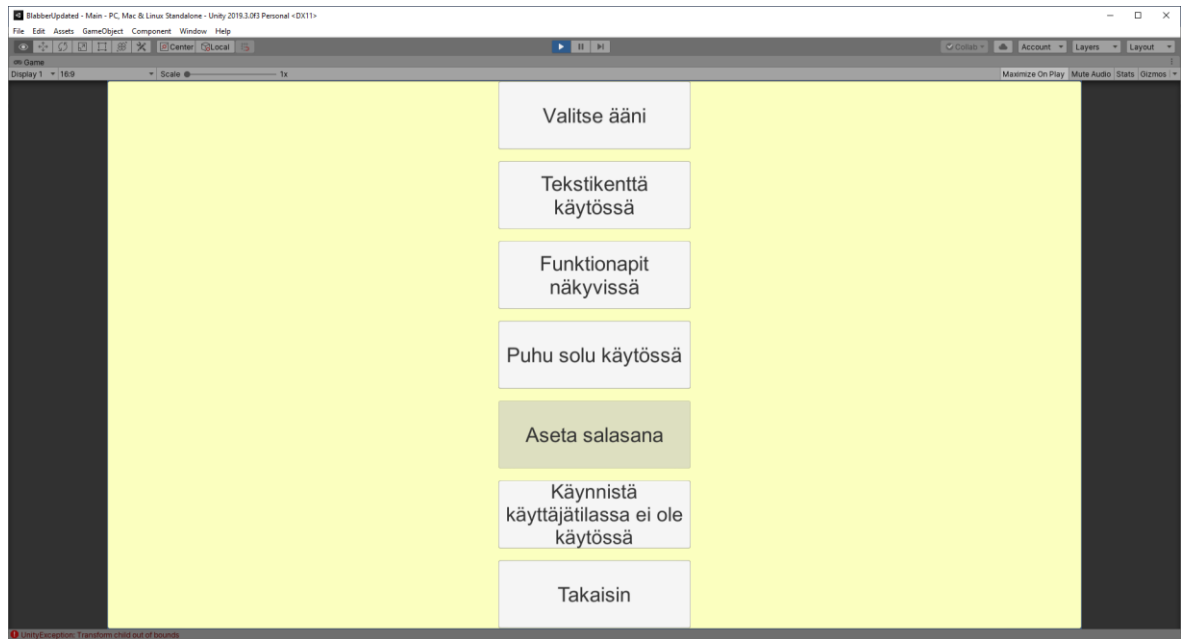 BlabberUpdated - Main - PC, Mac & Linux Standalone - Unity 2019.3.0f3 Personal <DX11>
File Edit Assets GameObject Component Window Help
Center Local Collab Account Layers Layout
Game
Display 1 16:9 Scale 1x Maximize On Play Mute Audio Stats Gizmos
Valitse ääni
Tekstikenttä
käytössä
Funktionapit
näkyvissä
Puhu solu käytössä
Aseta salasana
Käynnistä
käyttäjätilassa ei ole
käytössä
Takaisin
UnityException: Transform child out of bounds